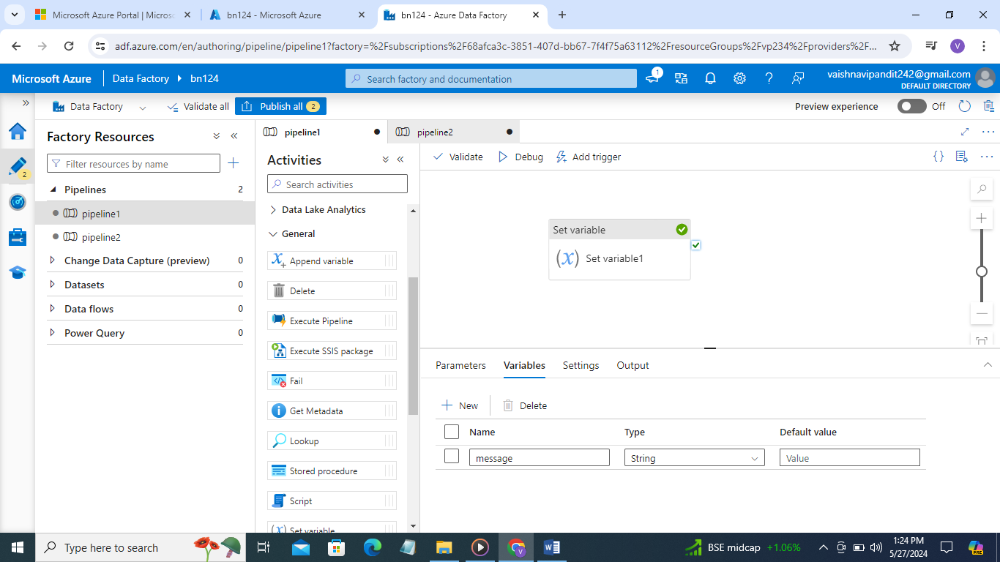 Microsoft Azure Portal | Micros
bn124 - Microsoft Azure
bn124 - Azure Data Factory
adf.azure.com/en/authoring/pipeline/pipeline1?factory=%2Fsubscriptions%2F68afca3c-3851-407d-bb67-7f4f75a63112%2FresourceGroups%2Fvp234%2Fproviders%2F...
V
Microsoft Azure
Data Factory
bn124
Search factory and documentation
1
vaishnavipandit242@gmail.com
DEFAULT DIRECTORY
Data Factory
Validate all
Publish all 2
Preview experience
Off
2
Factory Resources
Filter resources by name
Pipelines 2
pipeline1
pipeline2
Change Data Capture (preview) 0
Datasets 0
Data flows 0
Power Query 0
pipeline1
pipeline2
Activities
Search activities
Data Lake Analytics
General
Append variable
Delete
Execute Pipeline
Execute SSIS package
Fail
Get Metadata
Lookup
Stored procedure
Script
Set variable
Validate
Debug
Add trigger
Set variable
(x) Set variable1
Parameters
Variables
Settings
Output
New
Delete
Name Type Default value
message String Value
Type here to search
BSE midcap +1.06%
1:24 PM
5/27/2024
PRE